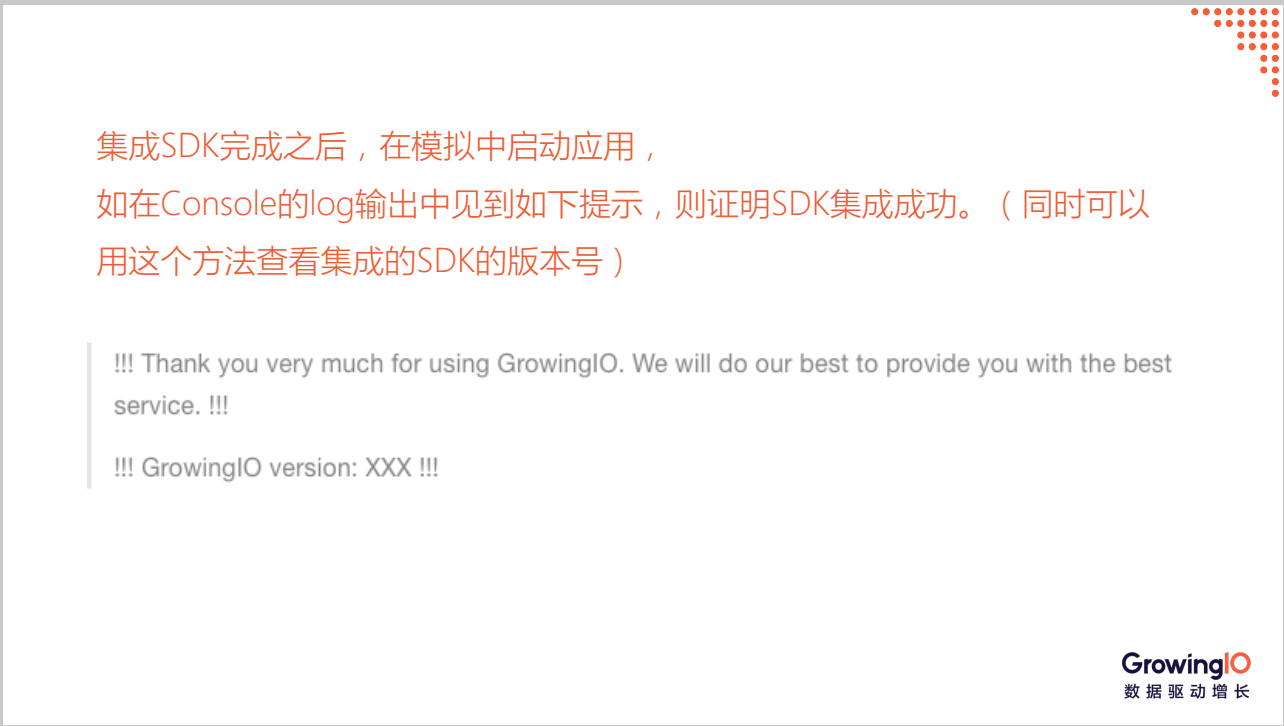 集成SDK完成之后，在模拟中启动应用，
如在Console的log输出中见到如下提示，则证明SDK集成成功。（同时可以
用这个方法查看集成的SDK的版本号）
!!! Thank you very much for using GrowingIO. We will do our best to provide you with the best
service. !!!
!!! GrowingIO version: XXX !!!
GrowingIO
数据驱动增长